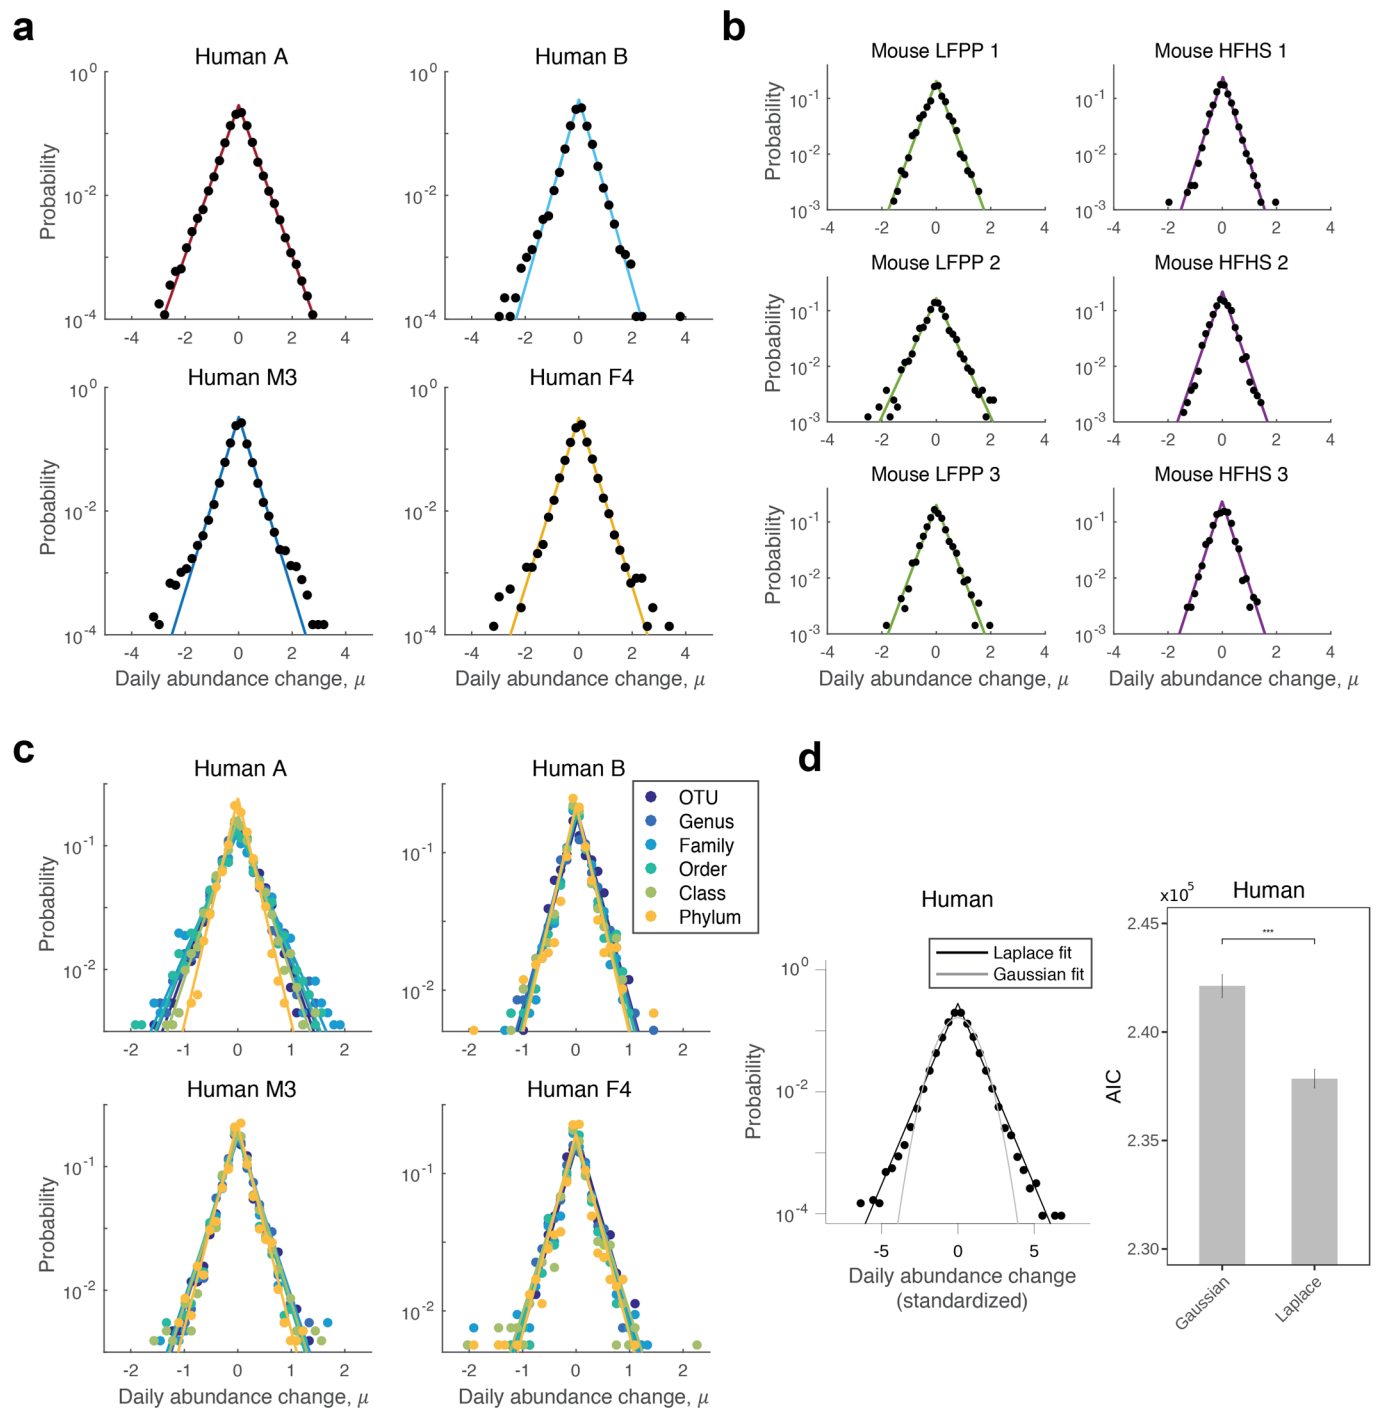 a
Human A
Human B
10^0
10^-2
10^-4
Probability
-4 -2 0 2 4
10^0
10^-2
10^-4
-4 -2 0 2 4
Human M3
Human F4
10^0
10^-2
10^-4
Probability
-4 -2 0 2 4
Daily abundance change, μ
10^0
10^-2
10^-4
-4 -2 0 2 4
Daily abundance change, μ
b
Mouse LFPP 1
Mouse HFHS 1
Probability
10^-1
10^-2
10^-3
-4 -2 0 2 4
10^-1
10^-2
10^-3
-4 -2 0 2 4
Mouse LFPP 2
Mouse HFHS 2
Probability
10^-1
10^-2
10^-3
-4 -2 0 2 4
10^-1
10^-2
10^-3
-4 -2 0 2 4
Mouse LFPP 3
Mouse HFHS 3
Probability
10^-1
10^-2
10^-3
-4 -2 0 2 4
Daily abundance change, μ
10^-1
10^-2
10^-3
-4 -2 0 2 4
Daily abundance change, μ
c
Human A
Human B
OTU
Genus
Family
Order
Class
Phylum
Probability
10^-1
10^-2
-2 -1 0 1 2
10^-1
10^-2
-2 -1 0 1 2
Human M3
Human F4
Probability
10^-1
10^-2
-2 -1 0 1 2
Daily abundance change, μ
10^-1
10^-2
-2 -1 0 1 2
Daily abundance change, μ
d
Human
Laplace fit
Gaussian fit
Probability
10^0
10^-2
10^-4
-5 0 5
Daily abundance change
(standardized)
x10^5
Human
***
AIC
2.245
2.240
2.235
2.230
Gaussian
Laplace